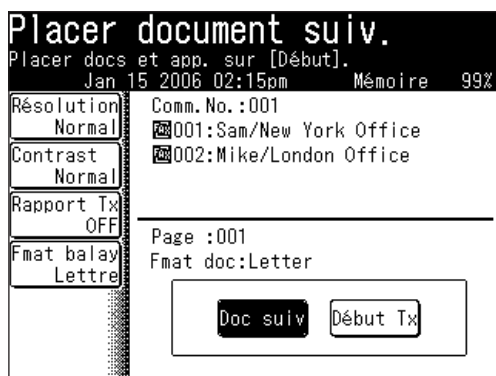 Placer document suiv.
Placer docs et app. sur [Début].
Jan 15 2006 02:15pm Mémoire 99%
Résolution
Normal
Contrast
Normal
Rapport Tx
OFF
Fmat balay
Lettre
Comm.No.:001
FAX 001:Sam/New York Office
FAX 002:Mike/London Office
Page :001
Fmat doc:Letter
Doc suiv
Début Tx